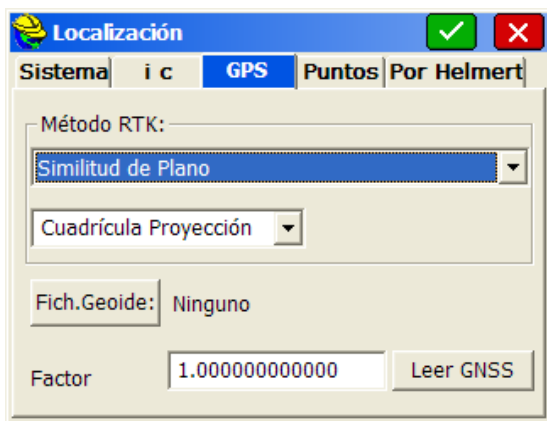 Localización
Sistema i c GPS Puntos Por Helmert
Método RTK:
Similitud de Plano
Cuadrícula Proyección
Fich.Geoide: Ninguno
Factor 1.000000000000 Leer GNSS